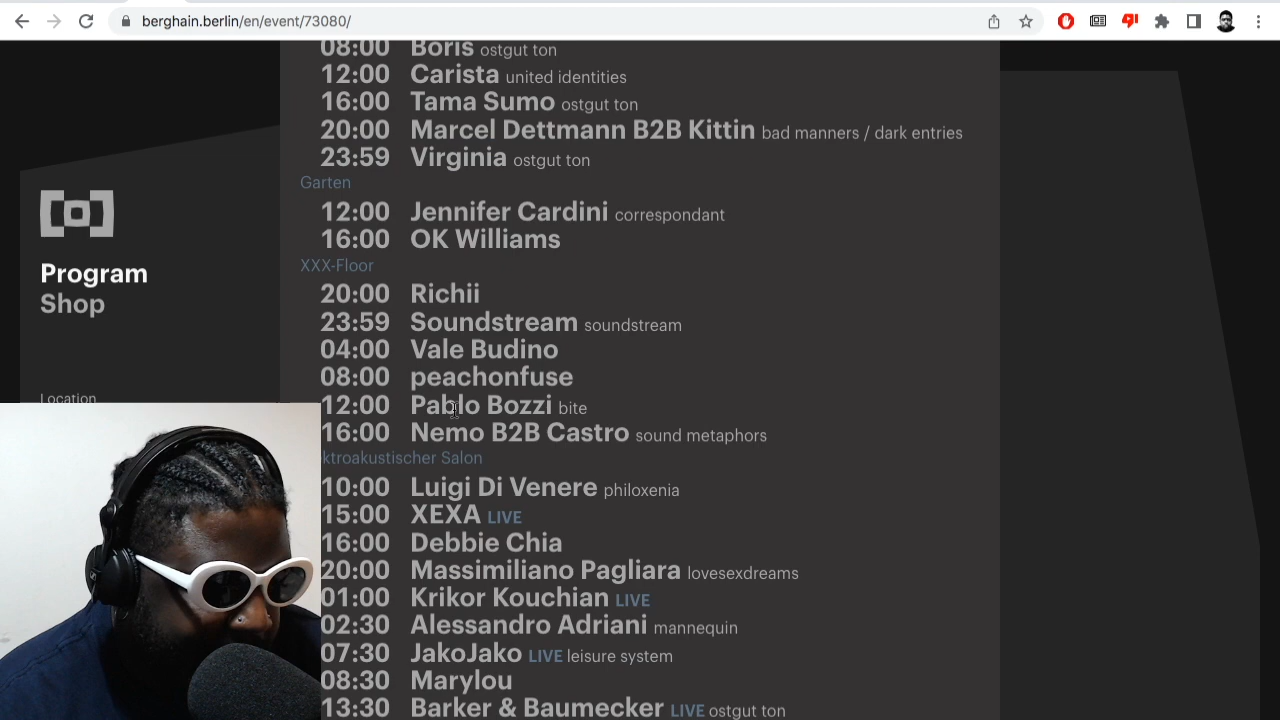 berghain.berlin/en/event/73080/
08:00 Boris ostgut ton
12:00 Carista united identities
16:00 Tama Sumo ostgut ton
20:00 Marcel Dettmann B2B Kittin bad manners / dark entries
23:59 Virginia ostgut ton
Garten
12:00 Jennifer Cardini correspondant
16:00 OK Williams
XXX-Floor
20:00 Richii
23:59 Soundstream soundstream
04:00 Vale Budino
08:00 peachonfuse
12:00 Pablo Bozzi bite
16:00 Nemo B2B Castro sound metaphors
ktroakustischer Salon
10:00 Luigi Di Venere philoxenia
15:00 XEXA LIVE
16:00 Debbie Chia
20:00 Massimiliano Pagliara lovesexdreams
01:00 Krikor Kouchian LIVE
02:30 Alessandro Adriani mannequin
07:30 JakoJako LIVE leisure system
08:30 Marylou
13:30 Barker & Baumecker LIVE ostgut ton
Program
Shop
Location